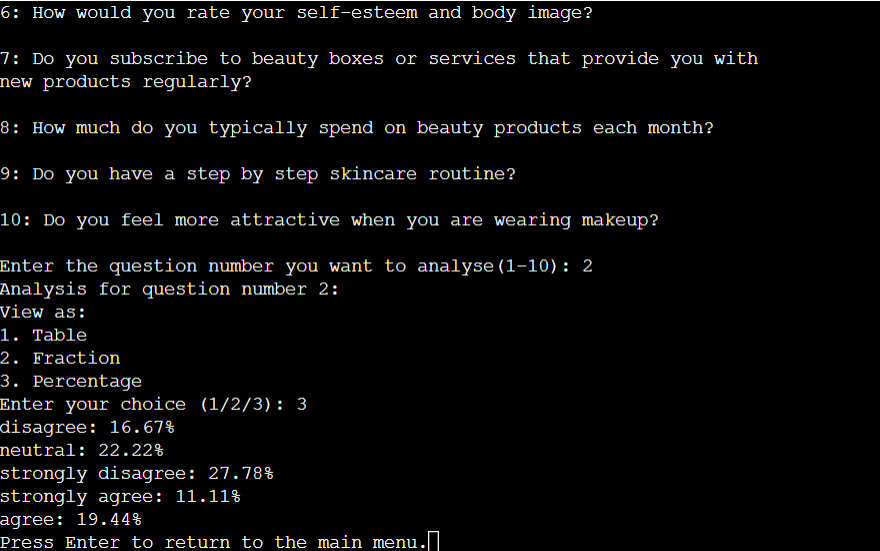 6: How would you rate your self-esteem and body image?
7: Do you subscribe to beauty boxes or services that provide you with
new products regularly?
8: How much do you typically spend on beauty products each month?
9: Do you have a step by step skincare routine?
10: Do you feel more attractive when you are wearing makeup?
Enter the question number you want to analyse(1-10): 2
Analysis for question number 2:
View as:
1. Table
2. Fraction
3. Percentage
Enter your choice (1/2/3): 3
disagree: 16.67%
neutral: 22.22%
strongly disagree: 27.78%
strongly agree: 11.11%
agree: 19.44%
Press Enter to return to the main menu.